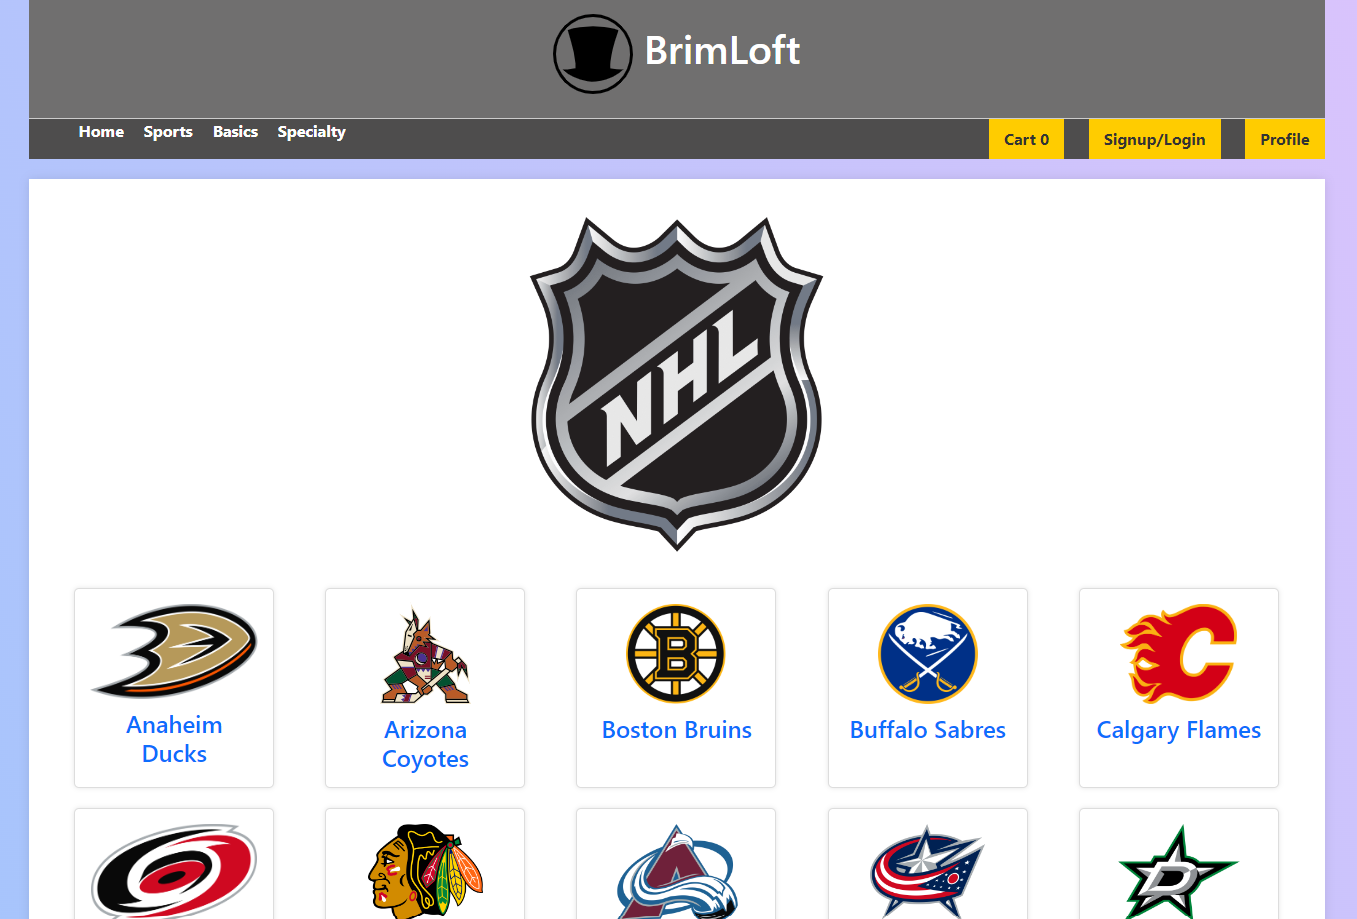 BrimLoft
Home Sports Basics Specialty Cart 0 Signup/Login Profile
NHL
Anaheim
Ducks
Arizona
Coyotes
B
Boston Bruins
Buffalo Sabres
C
Calgary Flames
A
D